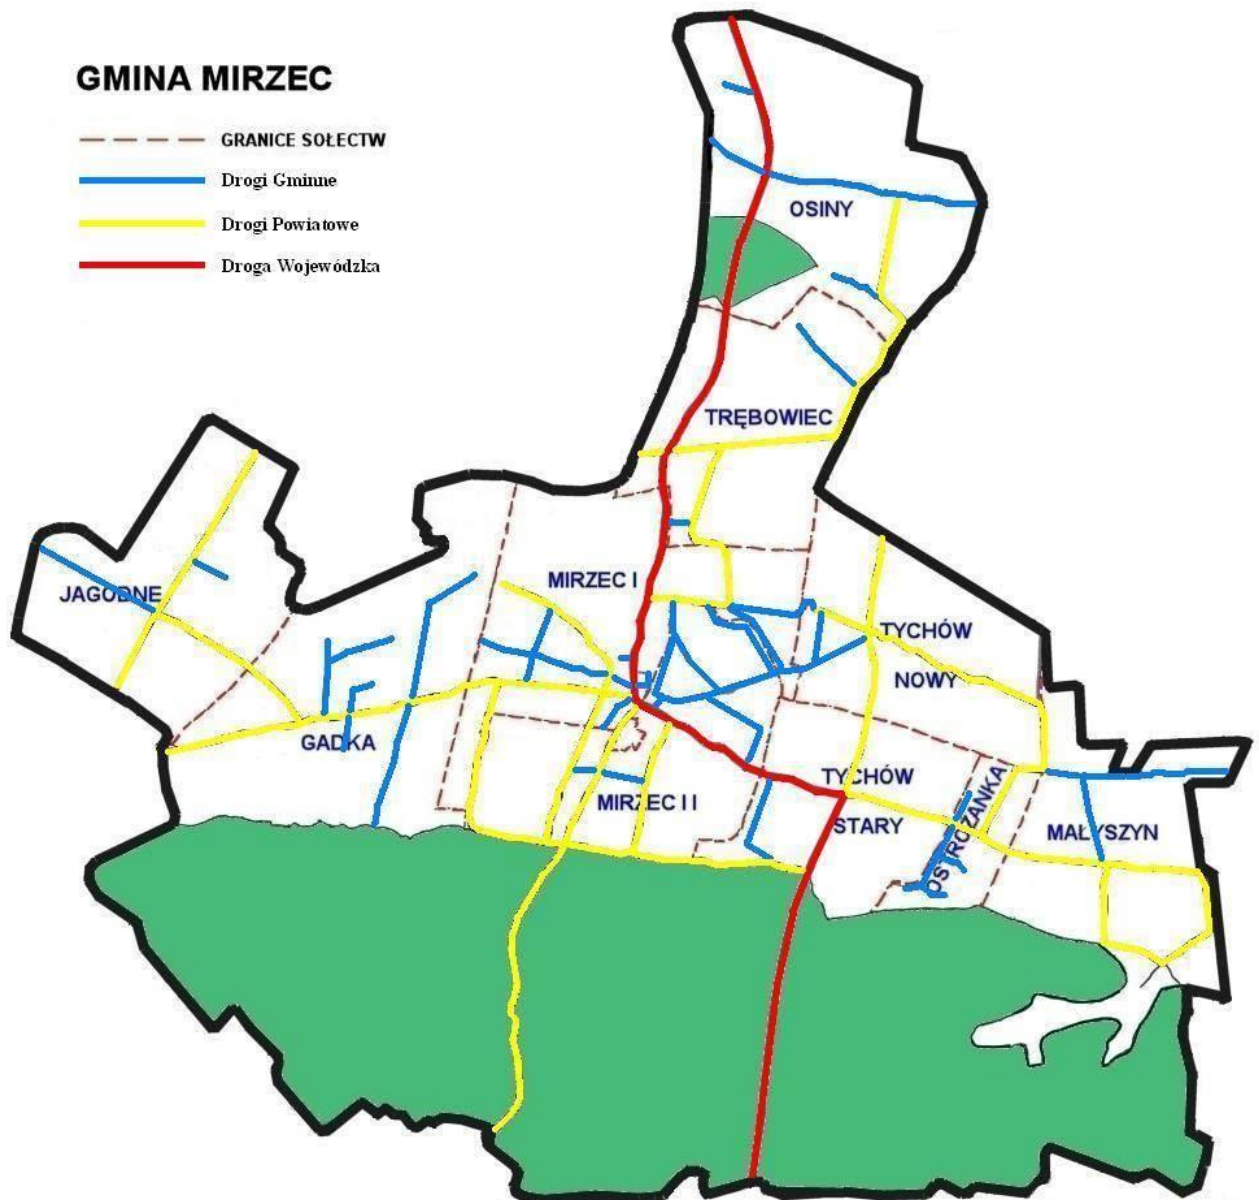 GMINA MIRZEC
GRANICE SOŁECTW
Drogi Gminne
Drogi Powiatowe
Droga Wojewódzka
OSINY
TRĘBOWIEC
MIRZEC I
JAGODNE
TYCHÓW
NOWY
GADKA
TYCHÓW
STARY
MIRZEC II
OSTROŻANKA
MAŁYSZYN